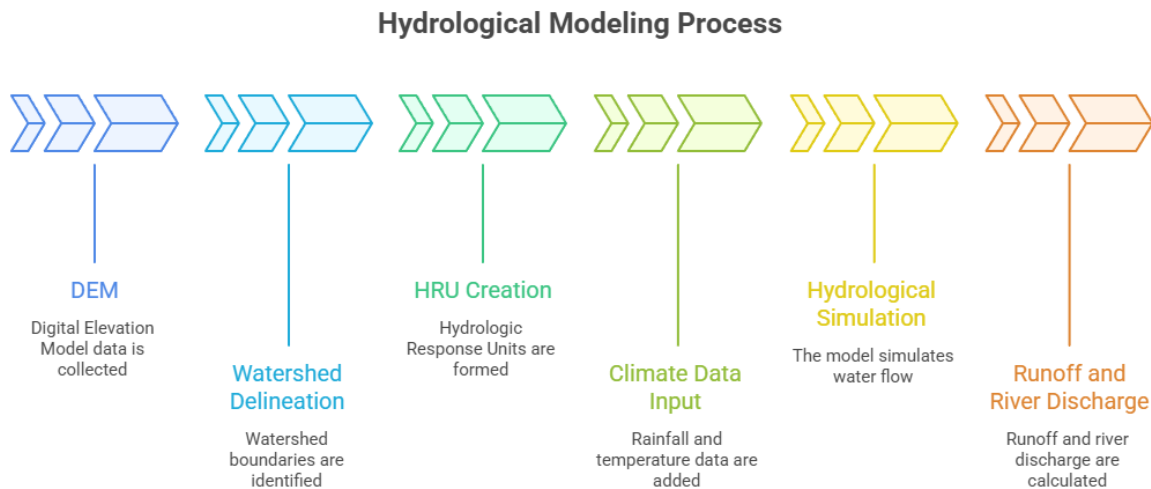 Hydrological Modeling Process
DEM
Digital Elevation
Model data is
collected
Watershed
Delineation
Watershed
boundaries are
identified
HRU Creation
Hydrologic
Response Units are
formed
Climate Data
Input
Rainfall and
temperature data are
added
Hydrological
Simulation
The model simulates
water flow
Runoff and
River Discharge
Runoff and river
discharge are
calculated